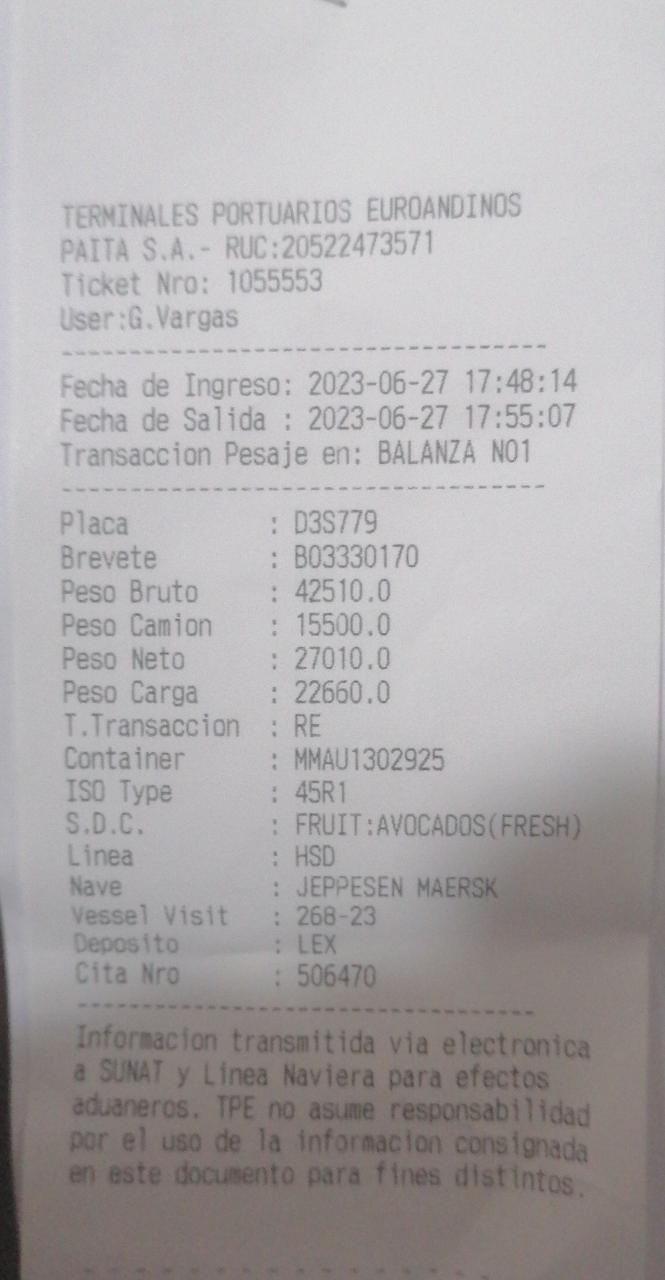 TERMINALES PORTUARIOS EUROANDINOS
PAITA S.A.- RUC:20522473571
Ticket Nro: 1055553
User:G.Vargas
-----------------------------------
Fecha de Ingreso: 2023-06-27 17:48:14
Fecha de Salida : 2023-06-27 17:55:07
Transaccion Pesaje en: BALANZA NO1
-----------------------------------
Placa : D3S779
Brevete : B03330170
Peso Bruto : 42510.0
Peso Camion : 15500.0
Peso Neto : 27010.0
Peso Carga : 22660.0
T.Transaccion : RE
Container : MMAU1302925
ISO Type : 45R1
S.D.C. : FRUIT:AVOCADOS(FRESH)
Linea : HSD
Nave : JEPPESEN MAERSK
Vessel Visit : 268-23
Deposito : LEX
Cita Nro : 506470
-----------------------------------
Informacion transmitida via electronica
a SUNAT y Linea Naviera para efectos
aduaneros. TPE no asume responsabilidad
por el uso de la informacion consignada
en este documento para fines distintos.